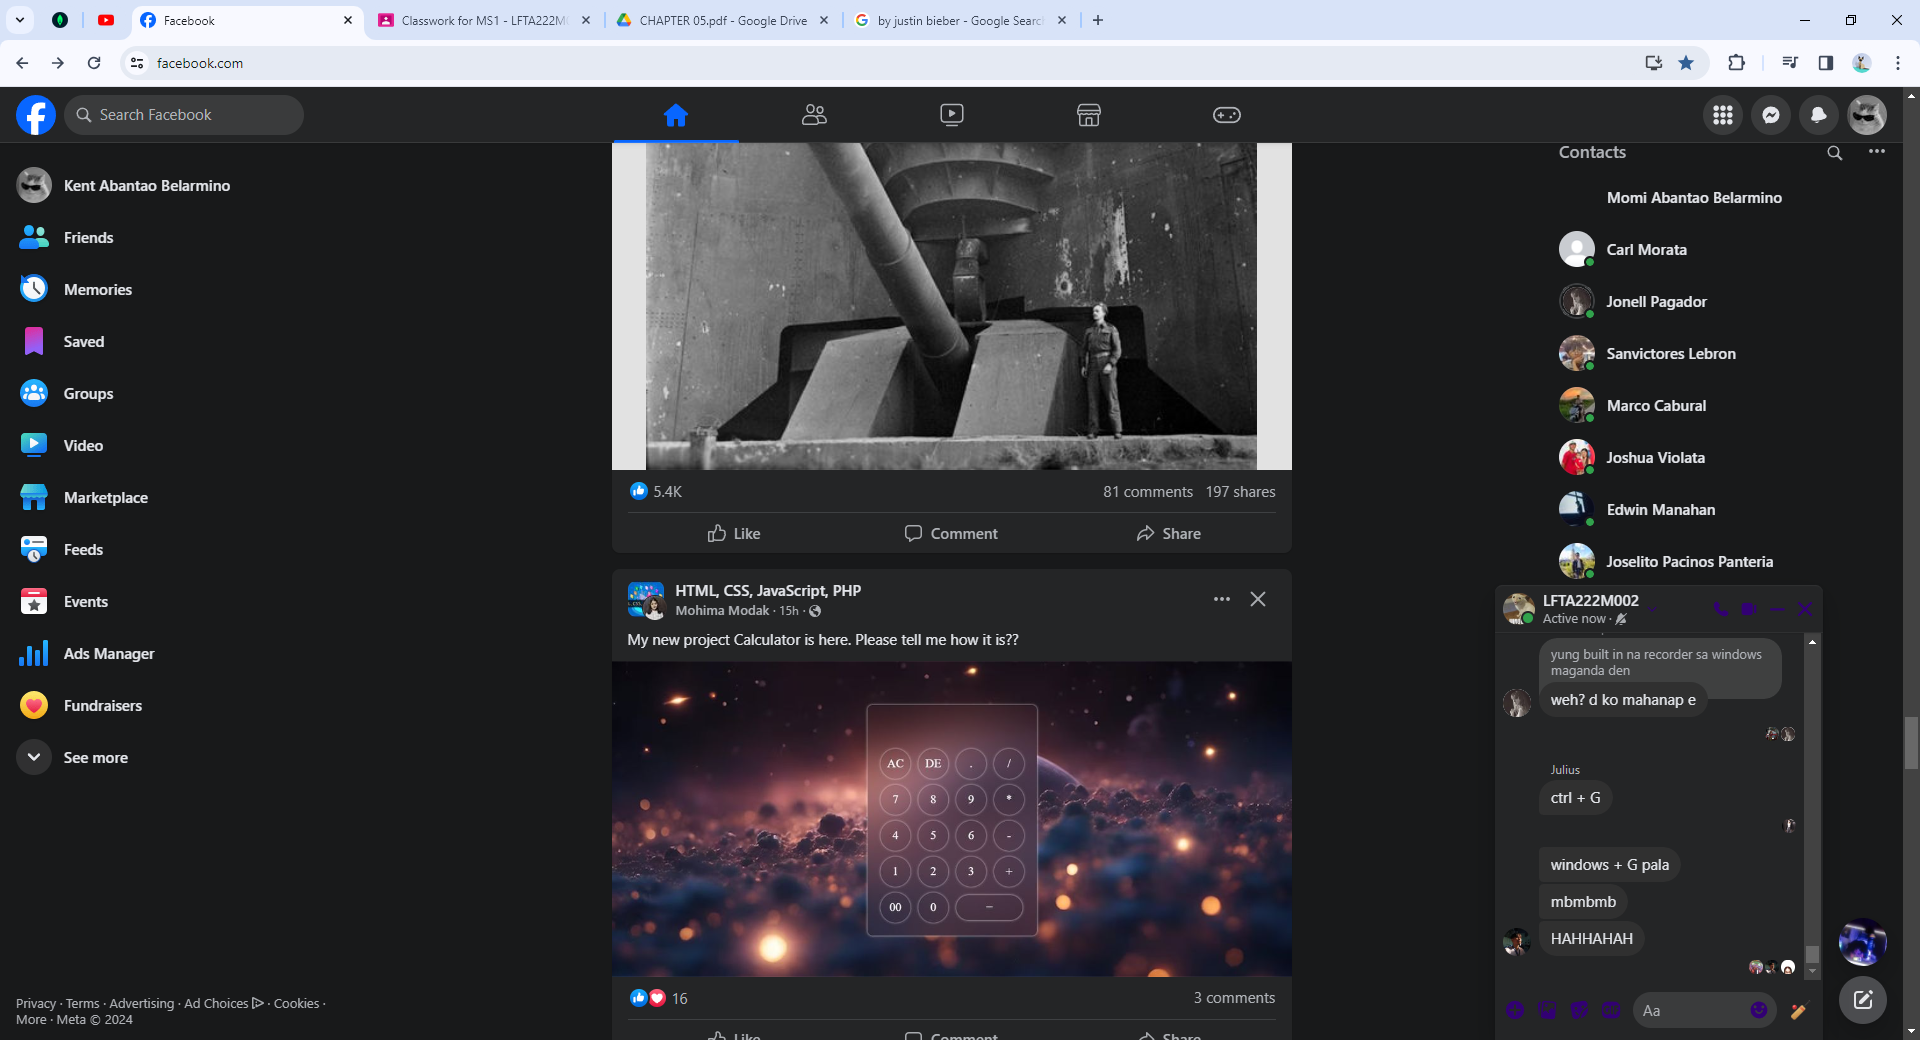 Facebook
Classwork for MS1 - LFTA222M
CHAPTER 05.pdf - Google Drive
by justin bieber - Google Search
facebook.com
Search Facebook
Kent Abantao Belarmino
Friends
Memories
Saved
Groups
Video
Marketplace
Feeds
Events
Ads Manager
Fundraisers
See more
Privacy · Terms · Advertising · Ad Choices · Cookies ·
More · Meta © 2024
5.4K
81 comments 197 shares
Like Comment Share
HTML, CSS, JavaScript, PHP
Mohima Modak · 15h ·
My new project Calculator is here. Please tell me how it is??
AC DE . /
7 8 9 *
4 5 6 -
1 2 3 +
00 0 =
16
3 comments
Like Comment Share
Contacts
Momi Abantao Belarmino
Carl Morata
Jonell Pagador
Sanvictores Lebron
Marco Cabural
Joshua Violata
Edwin Manahan
Joselito Pacinos Panteria
LFTA222M002
Active now ·
yung built in na recorder sa windows
maganda den
weh? d ko mahanap e
Julius
ctrl + G
windows + G pala
mbmbmb
HAHHAHAH
GIF
Aa